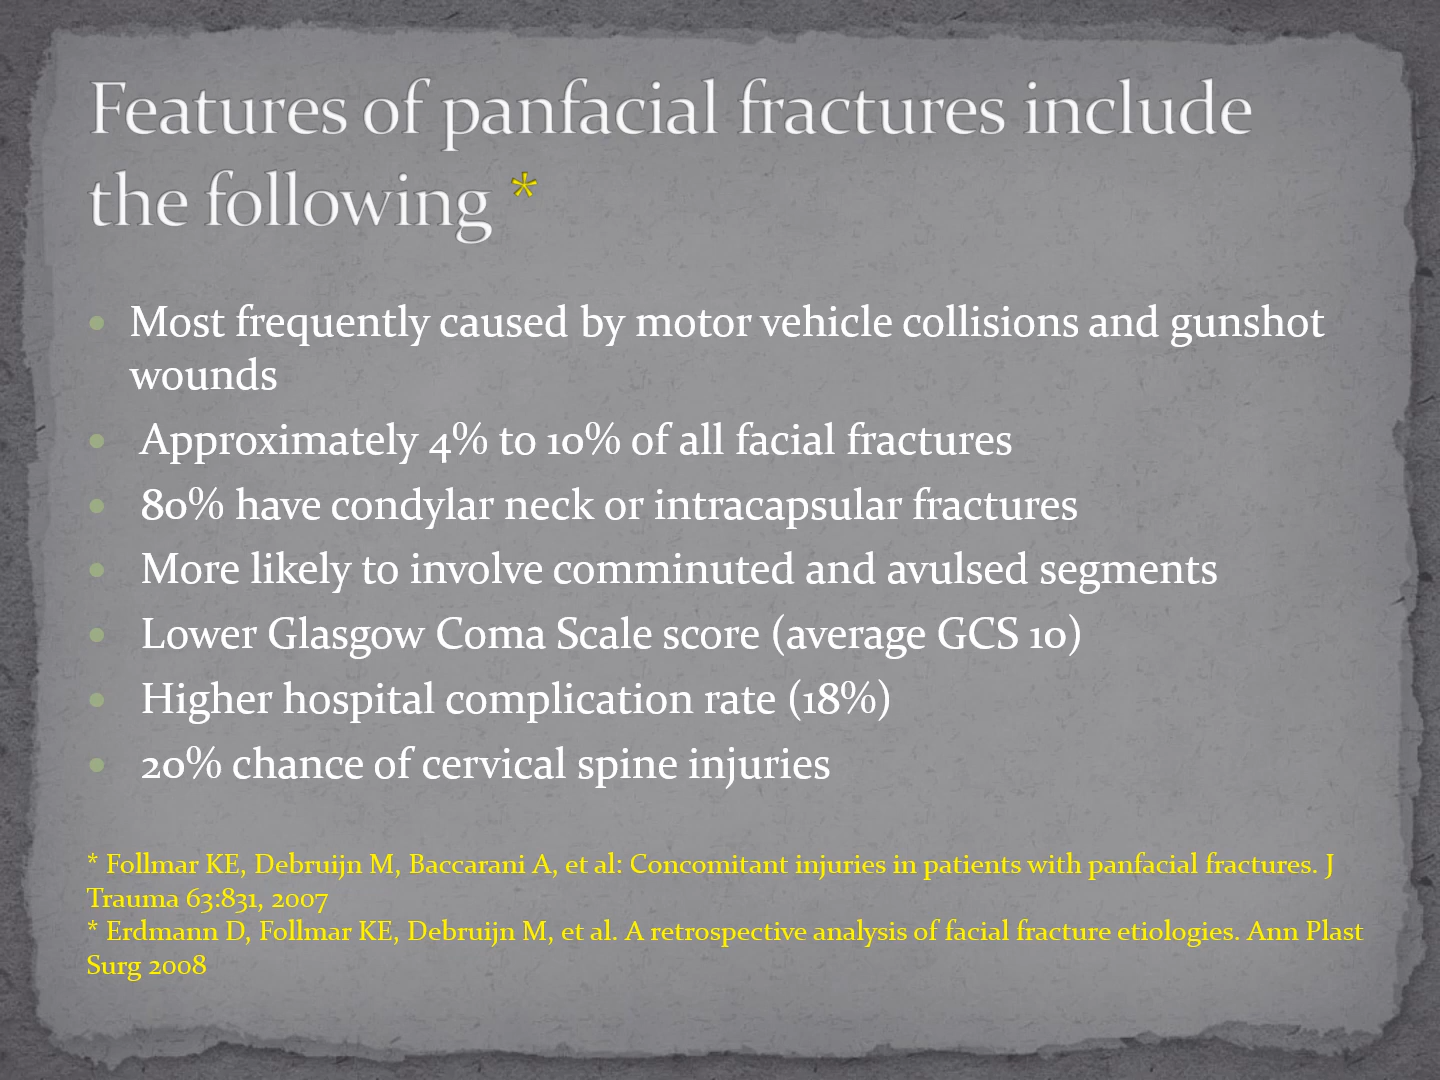 Features of panfacial fractures include
the following *
• Most frequently caused by motor vehicle collisions and gunshot
wounds
• Approximately 4% to 10% of all facial fractures
• 80% have condylar neck or intracapsular fractures
• More likely to involve comminuted and avulsed segments
• Lower Glasgow Coma Scale score (average GCS 10)
• Higher hospital complication rate (18%)
• 20% chance of cervical spine injuries
* Follmar KE, Debruijn M, Baccarani A, et al: Concomitant injuries in patients with panfacial fractures. J
Trauma 63:831, 2007
* Erdmann D, Follmar KE, Debruijn M, et al. A retrospective analysis of facial fracture etiologies. Ann Plast
Surg 2008